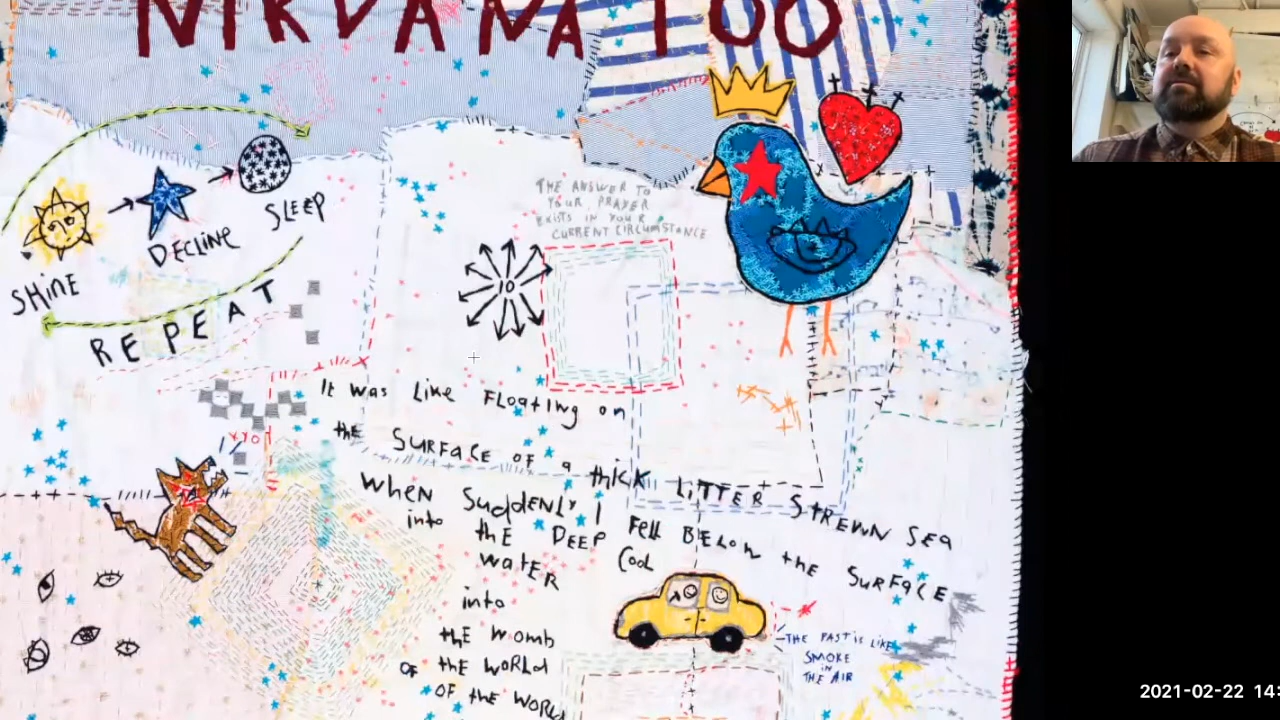 NIRVANA TOO
SHINE
DECLINE
SLEEP
REPEAT
THE ANSWER TO
YOUR PRAYER
EXISTS IN YOUR
CURRENT CIRCUMSTANCE
10
It was Like FLoating on
the SURFACE OF a thicK LITTER STREWN SEA
XYO
WHEN SuddENLY I FELL BELOW the SURFACE
into the DEEP COOL
watER
into
the womb
OF the WORLD
OF the WORLD
THE PAST IS LIKE
SMOKE
IN
THE AIR
2021-02-22 14: